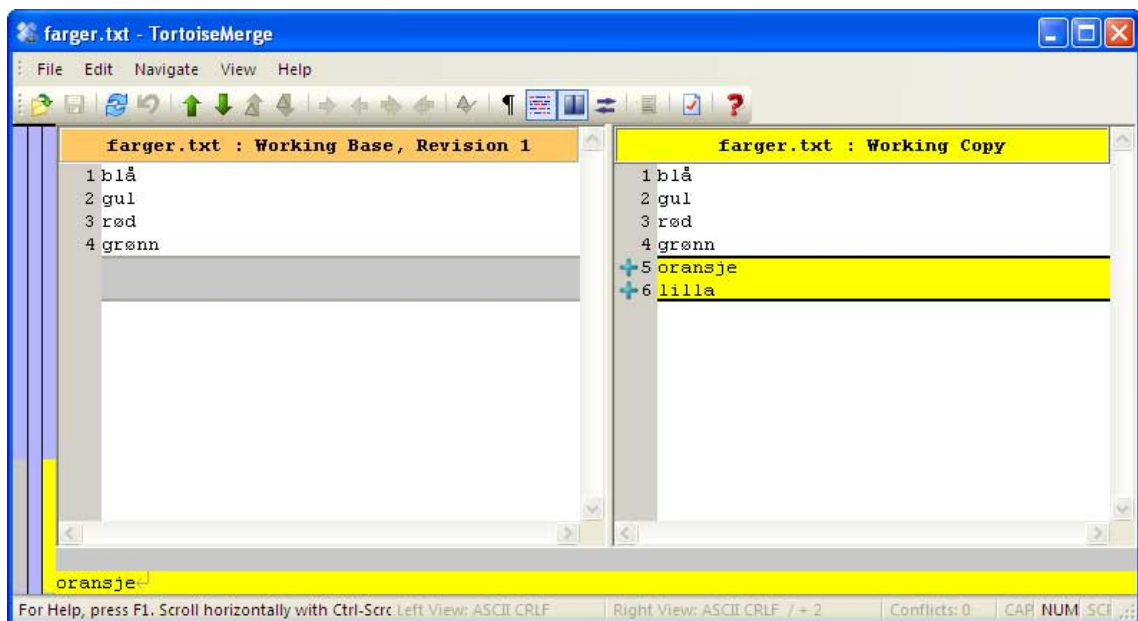 farger.txt - TortoiseMerge
File Edit Navigate View Help
farger.txt : Working Base, Revision 1
1 blå
2 gul
3 rød
4 grønn
farger.txt : Working Copy
1 blå
2 gul
3 rød
4 grønn
5 oransje
6 lilla
oransje
For Help, press F1. Scroll horizontally with Ctrl-Scrc Left View: ASCII CRLF Right View: ASCII CRLF / + 2 Conflicts: 0 CAP NUM SCR